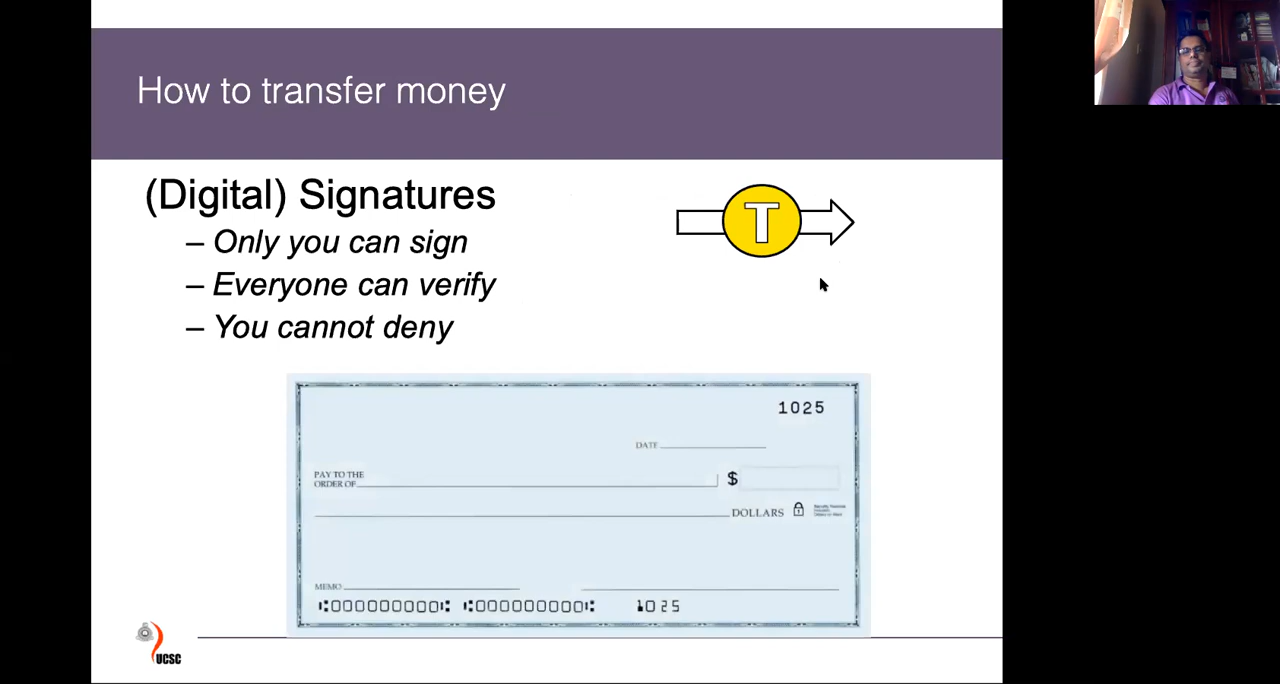 How to transfer money
(Digital) Signatures
T
– Only you can sign
– Everyone can verify
– You cannot deny
1025
DATE
PAY TO THE
ORDER OF
$
DOLLARS
MEMO
⑆000000000⑆ ⑆000000000⑆ 1025
UCSC